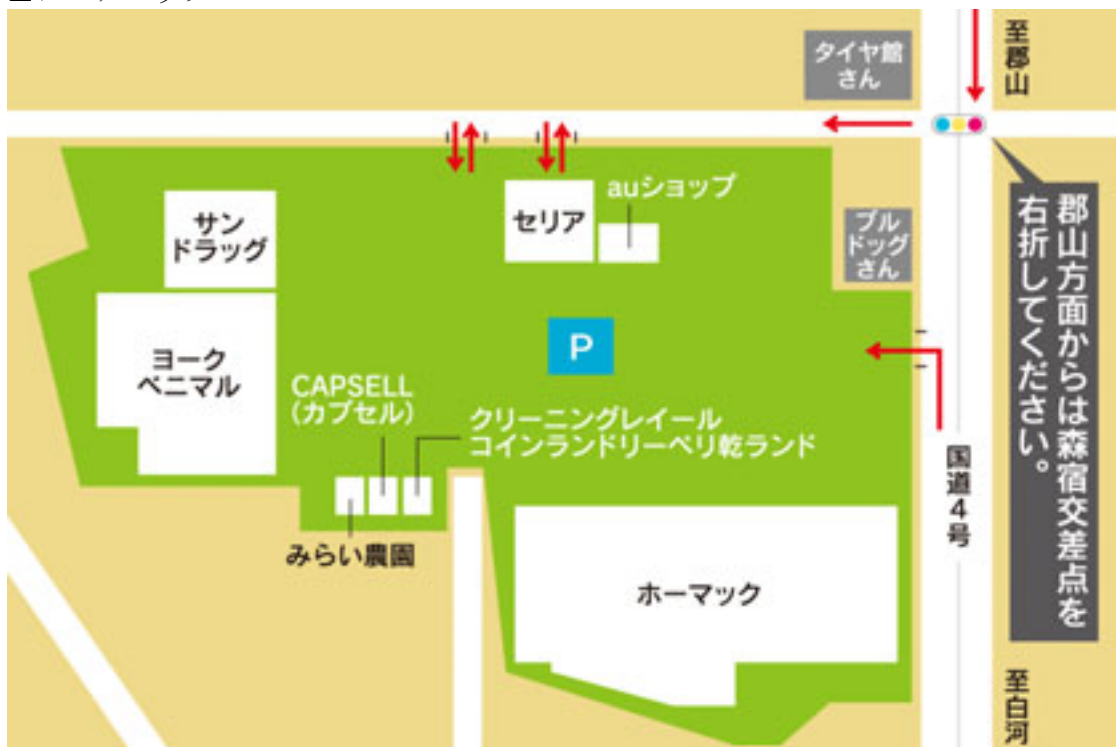 タイヤ館
さん
至郡山
auショップ
セリア
サン
ドラッグ
ブル
ドッグ
さん
郡山方面からは森宿交差点を
右折してください。
P
ヨーク
ベニマル
CAPSELL
(カプセル)
クリーニングレイール
コインランドリーベリ乾ランド
国道4号
みらい農園
ホーマック
至白河